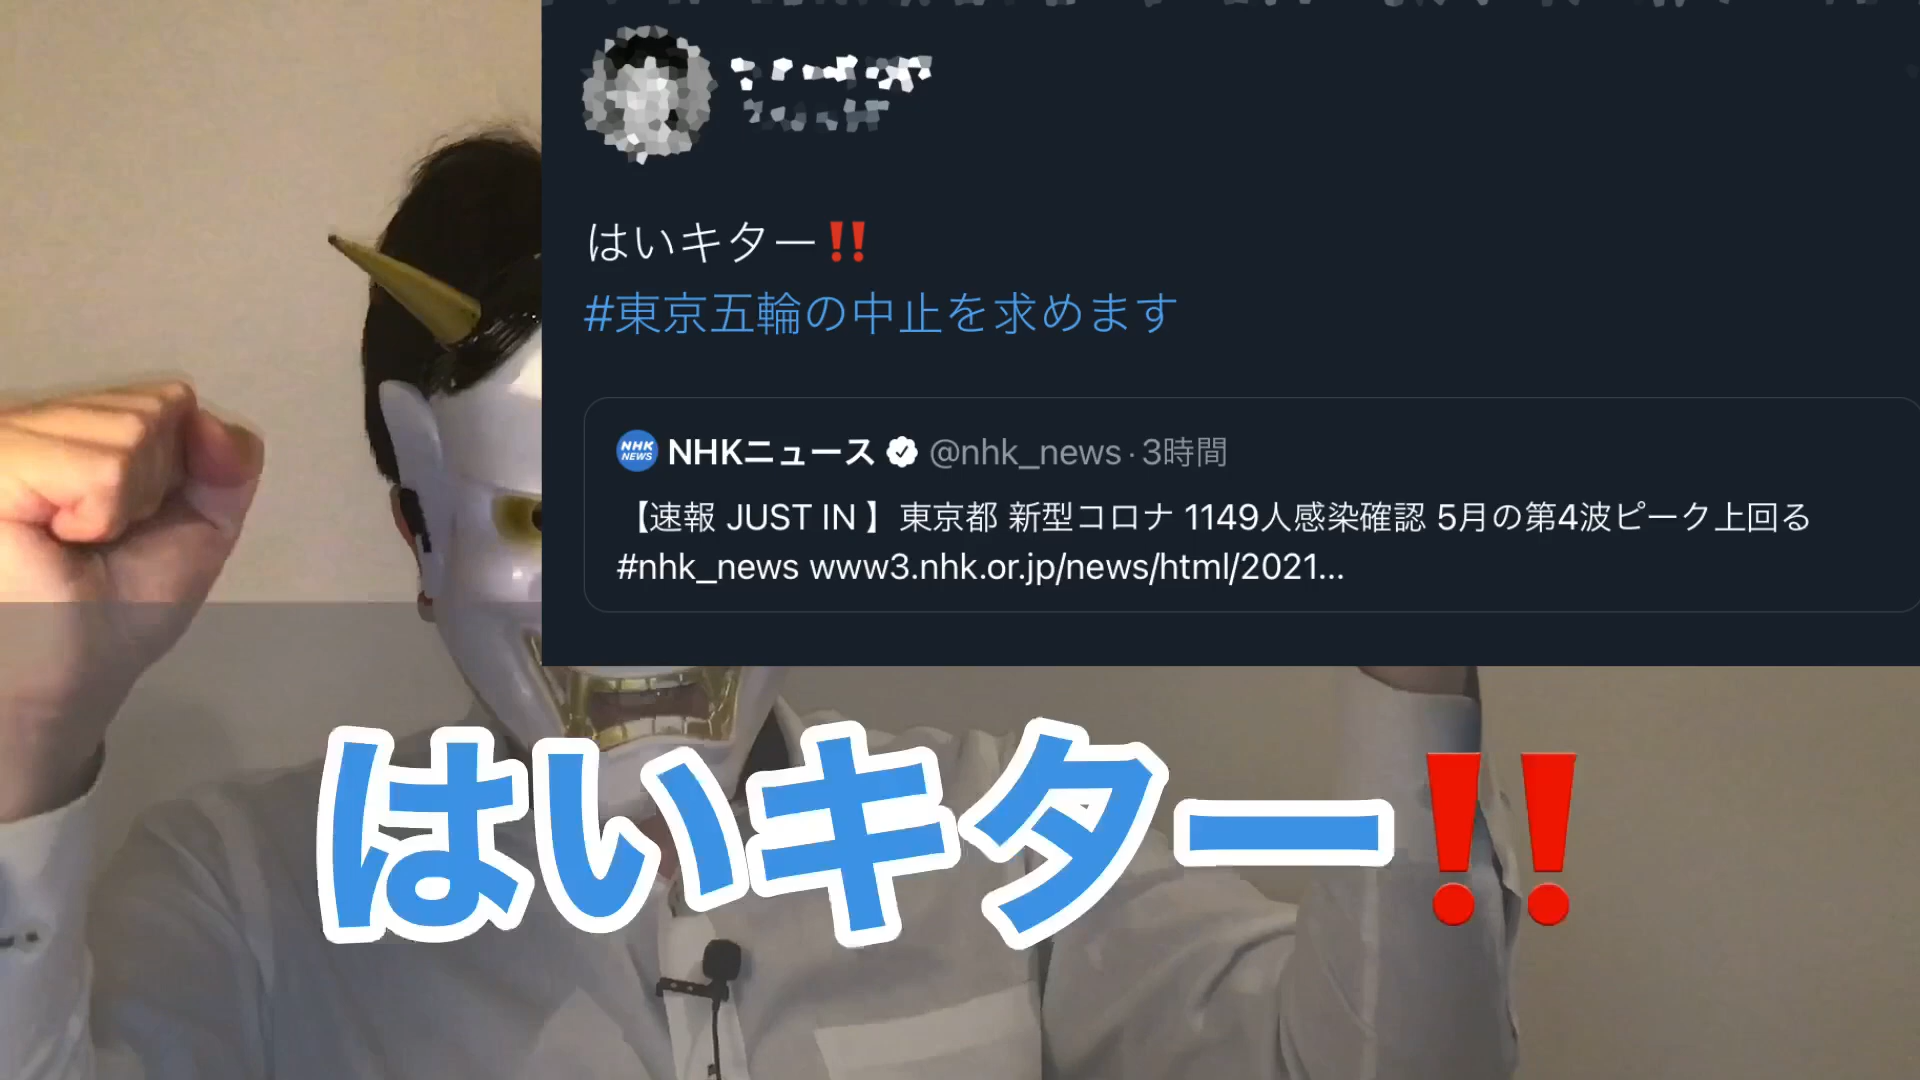 はいキター‼
#東京五輪の中止を求めます
NHK NEWS
NHKニュース @nhk_news · 3時間
【速報 JUST IN 】東京都 新型コロナ 1149人感染確認 5月の第4波ピーク上回る
#nhk_news www3.nhk.or.jp/news/html/2021...
はいキター‼